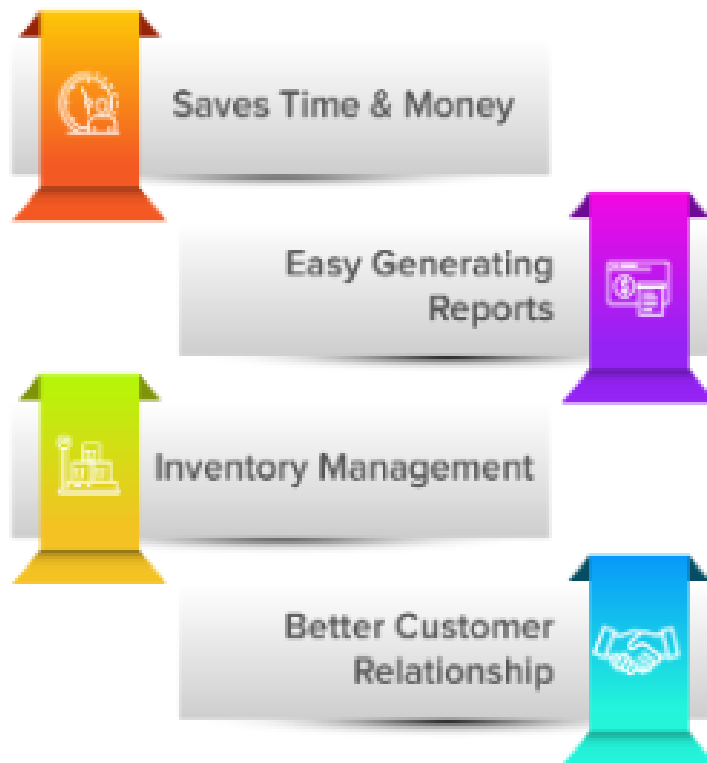 Saves Time & Money
Easy Generating
Reports
Inventory Management
Better Customer
Relationship